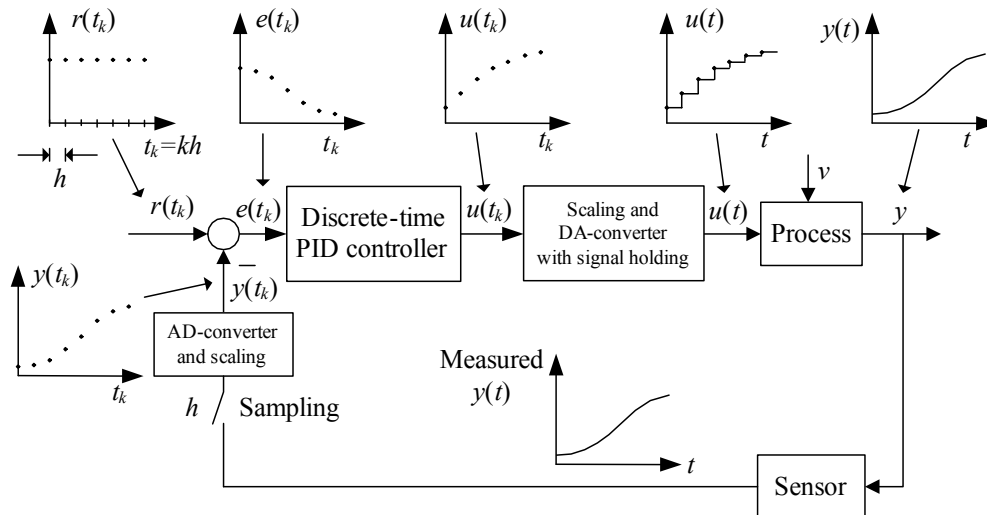 r(t_k)
e(t_k)
u(t_k)
u(t)
y(t)
t_k=kh
t_k
t_k
t
t
h
v
r(t_k)
e(t_k)
Discrete-time
PID controller
u(t_k)
Scaling and
DA-converter
with signal holding
u(t)
Process
y
y(t_k)
–
y(t_k)
AD-converter
and scaling
t_k
h
Sampling
Measured
y(t)
t
Sensor